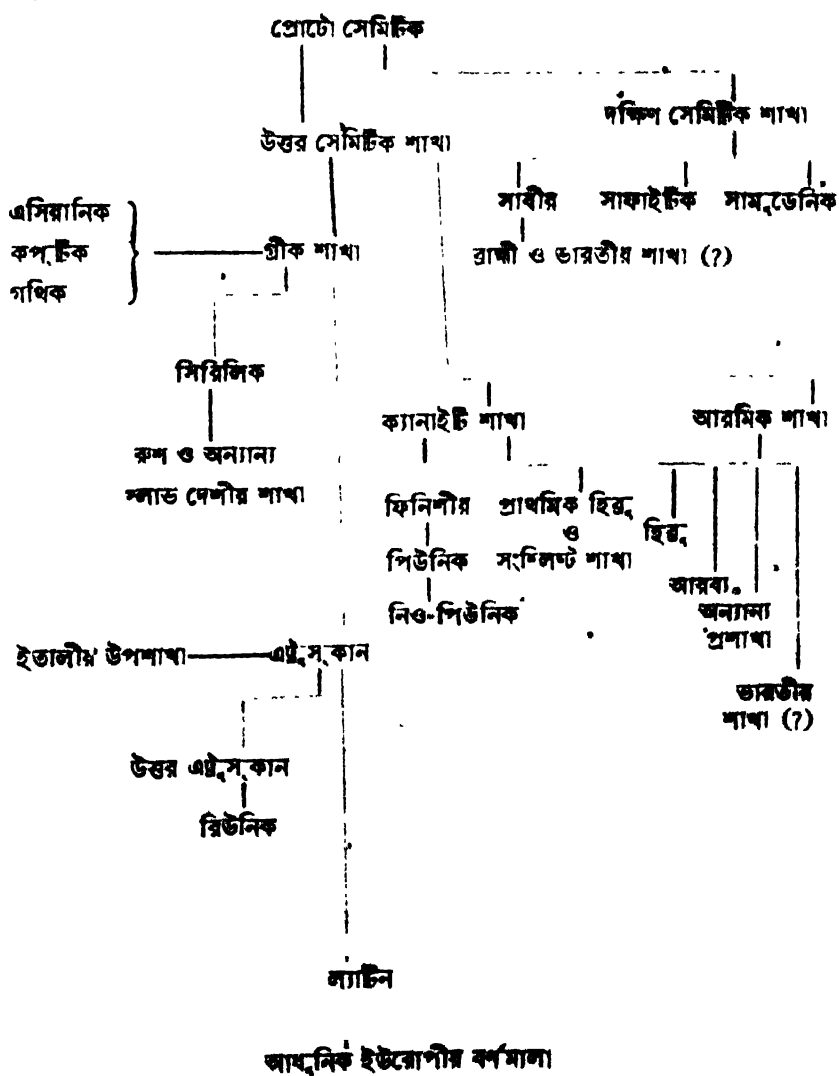 প্রোটো সেমিটিক
দক্ষিণ সেমিটিক শাখা
উত্তর সেমিটিক শাখা
সাবীয় সাফাইটিক সামুডেনিক
এসিয়ানিক
কপ্‌টিক
গথিক
গ্রীক শাখা
ব্রাহ্মী ও ভারতীয় শাখা (?)
সিরিলিক
রুশ ও অন্যান্য
স্লাভ দেশীয় শাখা
ক্যানাইট শাখা
আরমিক শাখা
ফিনিশীয়
পিউনিক
নিও-পিউনিক
প্রাথমিক হিব্রু
ও
সংশ্লিষ্ট শাখা
হিব্রু
আরব্য
অন্যান্য
প্রশাখা
ভারতীয়
শাখা (?)
ইতালীয় উপশাখা
এট্রুস্‌কান
উত্তর এট্রুস্‌কান
রিউনিক
ল্যাটিন
আধুনিক ইউরোপীয় বর্ণমালা